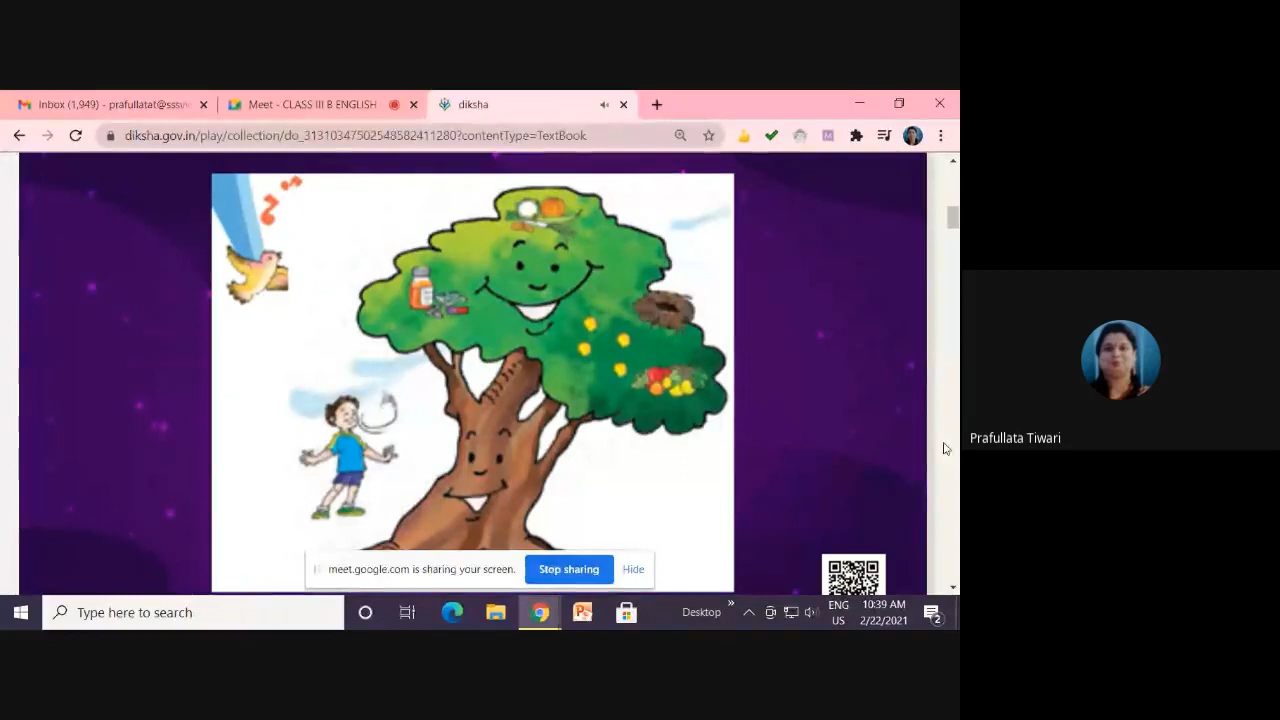 Inbox (1,949) - prafullatat@sssvi
Meet - CLASS III B ENGLISH
diksha
diksha.gov.in/play/collection/do_31310347502548582411280?contentType=TextBook
Prafullata Tiwari
meet.google.com is sharing your screen.
Stop sharing
Hide
Type here to search
Desktop
ENG
US
10:39 AM
2/22/2021
2